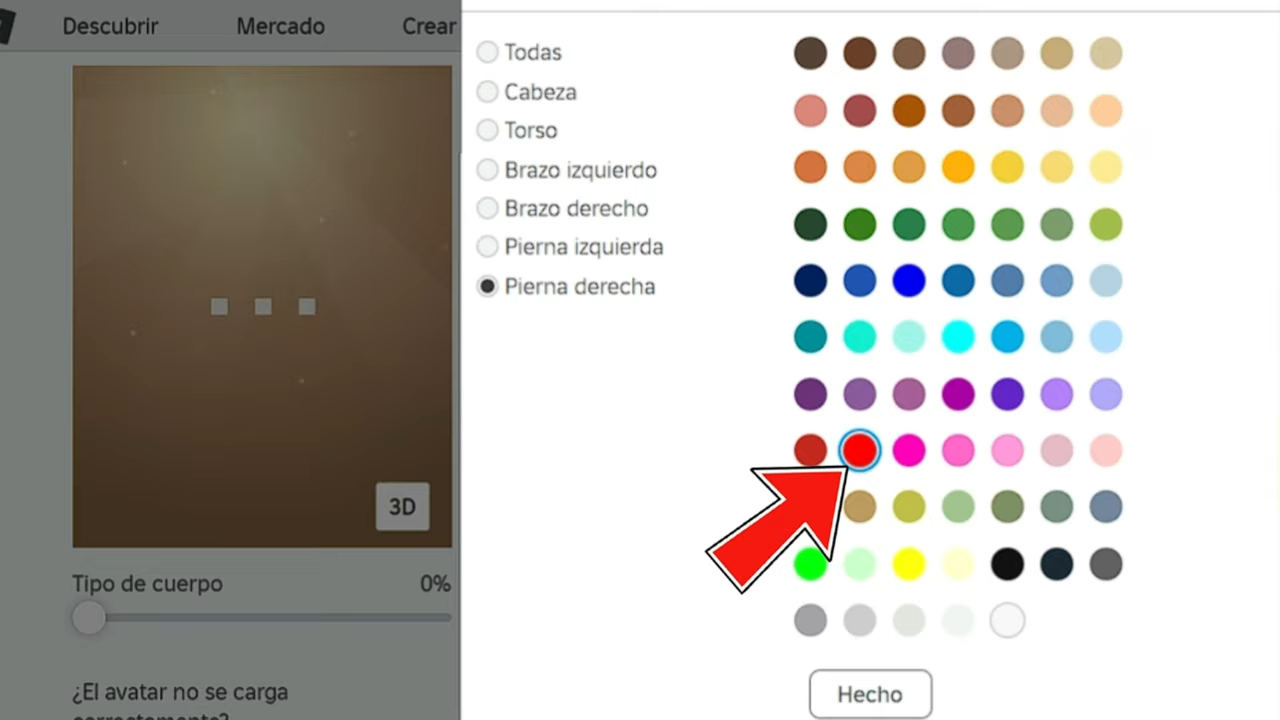 Descubrir Mercado Crear
Todas
Cabeza
Torso
Brazo izquierdo
Brazo derecho
Pierna izquierda
Pierna derecha
3D
Tipo de cuerpo 0%
¿El avatar no se carga
correctamente?
Hecho